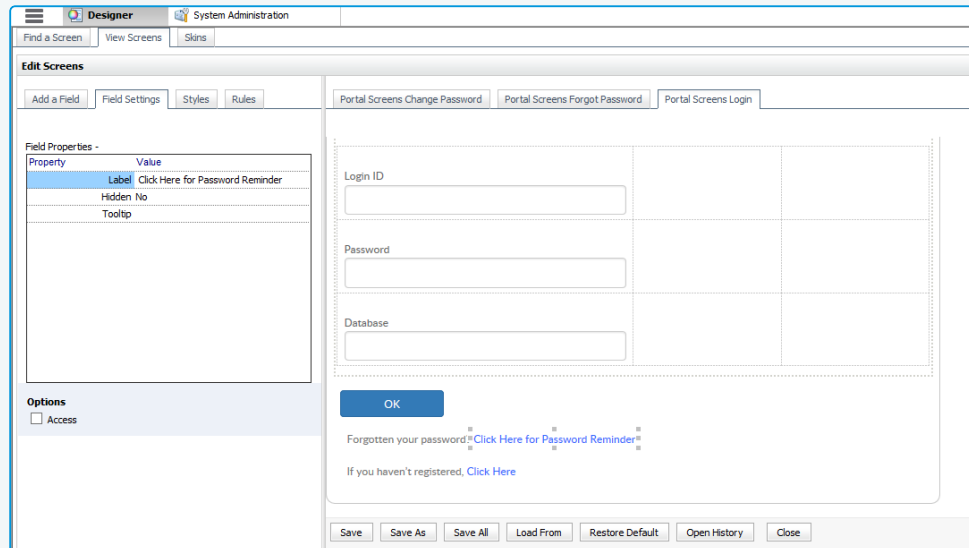 Designer System Administration
Find a Screen View Screens Skins
Edit Screens
Add a Field Field Settings Styles Rules
Portal Screens Change Password Portal Screens Forgot Password Portal Screens Login
Field Properties -
Property Value
Label Click Here for Password Reminder
Hidden No
Tooltip
Options
Access
Login ID
Password
Database
OK
Forgotten your password? Click Here for Password Reminder
If you haven't registered, Click Here
Save Save As Save All Load From Restore Default Open History Close